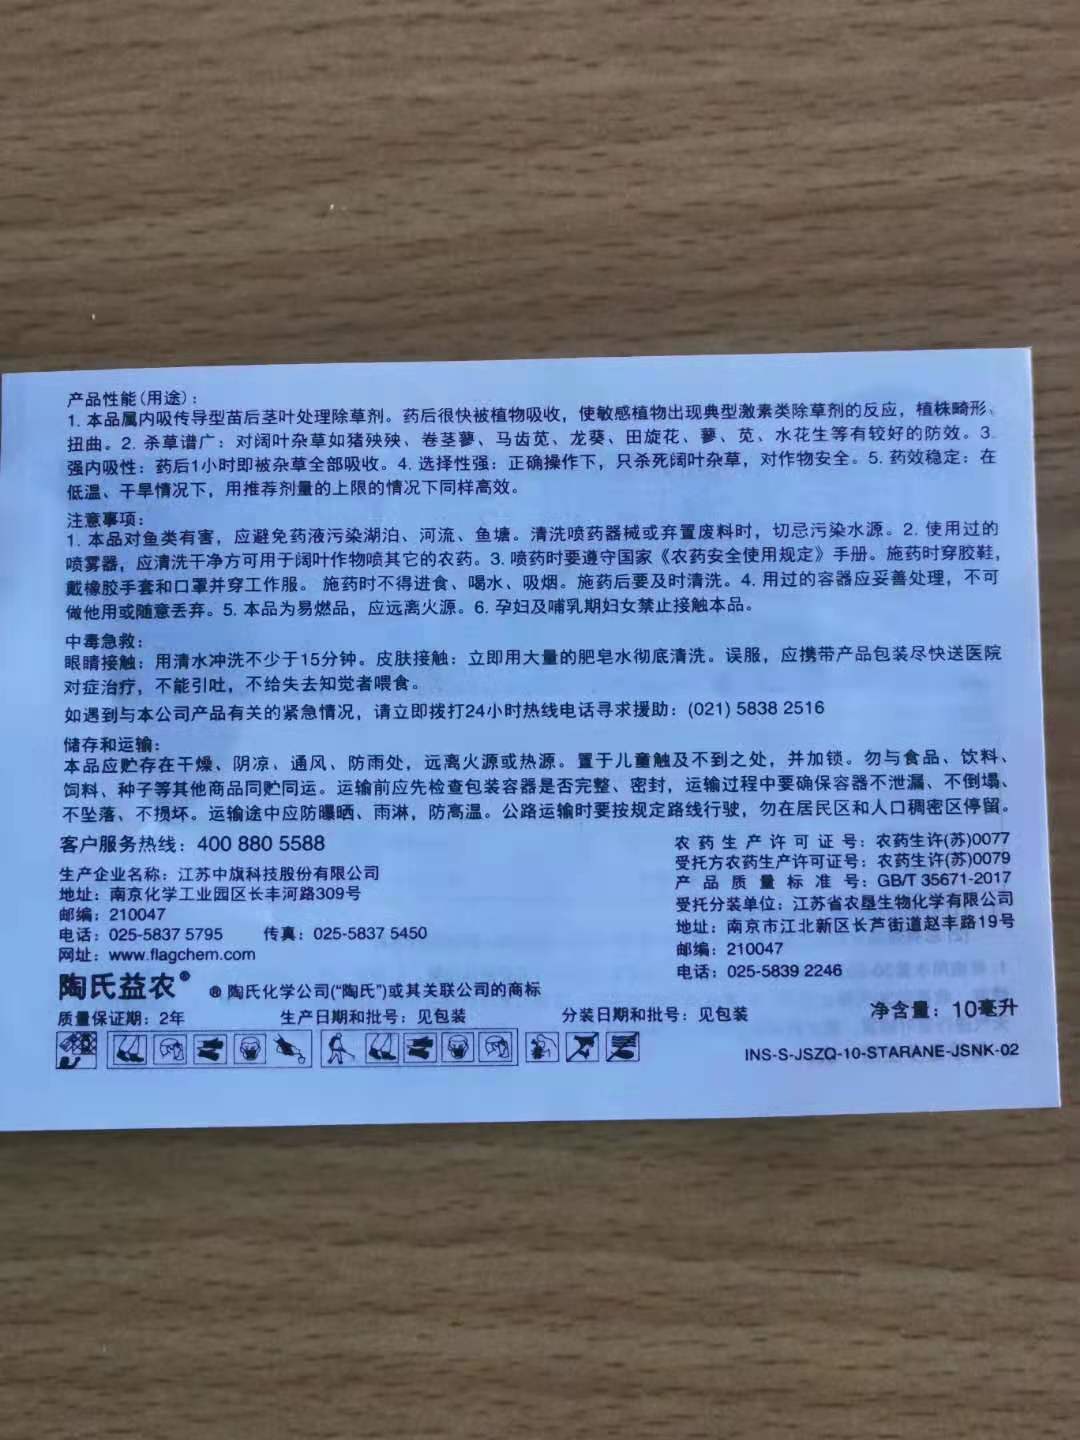 产品性能(用途):
1. 本品属内吸传导型苗后茎叶处理除草剂。药后很快被植物吸收，使敏感植物出现典型激素类除草剂的反应，植株畸形、
扭曲。2. 杀草谱广：对阔叶杂草如猪殃殃、卷茎蓼、马齿苋、龙葵、田旋花、蓼、苋、水花生等有较好的防效。3.
强内吸性：药后1小时即被杂草全部吸收。4. 选择性强：正确操作下，只杀死阔叶杂草，对作物安全。5. 药效稳定：在
低温、干旱情况下，用推荐剂量的上限的情况下同样高效。
注意事项:
1. 本品对鱼类有害，应避免药液污染湖泊、河流、鱼塘。清洗喷药器械或弃置废料时，切忌污染水源。2. 使用过的
喷雾器，应清洗干净方可用于阔叶作物喷其它的农药。3. 喷药时要遵守国家《农药安全使用规定》手册。施药时穿胶鞋,
戴橡胶手套和口罩并穿工作服。 施药时不得进食、喝水、吸烟。施药后要及时清洗。4. 用过的容器应妥善处理，不可
做他用或随意丢弃。5. 本品为易燃品，应远离火源。6. 孕妇及哺乳期妇女禁止接触本品。
中毒急救:
眼睛接触：用清水冲洗不少于15分钟。皮肤接触：立即用大量的肥皂水彻底清洗。误服，应携带产品包装尽快送医院
对症治疗，不能引吐，不给失去知觉者喂食。
如遇到与本公司产品有关的紧急情况，请立即拨打24小时热线电话寻求援助：(021) 5838 2516
储存和运输:
本品应贮存在干燥、阴凉、通风、防雨处，远离火源或热源。置于儿童触及不到之处，并加锁。勿与食品、饮料、
饲料、种子等其他商品同贮同运。运输前应先检查包装容器是否完整、密封，运输过程中要确保容器不泄漏、不倒塌、
不坠落、不损坏。运输途中应防曝晒、雨淋，防高温。公路运输时要按规定路线行驶，勿在居民区和人口稠密区停留。
客户服务热线：400 880 5588
生产企业名称：江苏中旗科技股份有限公司
地址：南京化学工业园区长丰河路309号
邮编：210047
电话：025-5837 5795 传真：025-5837 5450
网址：www.flagchem.com
农药生产许可证号：农药生许(苏)0077
受托方农药生产许可证号：农药生许(苏)0079
产品质量标准号：GB/T 35671-2017
受托分装单位：江苏省农垦生物化学有限公司
地址：南京市江北新区长芦街道赵丰路19号
邮编：210047
电话：025-5839 2246
陶氏益农® ®陶氏化学公司(“陶氏”)或其关联公司的商标
质量保证期：2年 生产日期和批号：见包装 分装日期和批号：见包装 净含量：10毫升
INS-S-JSZQ-10-STARANE-JSNK-02